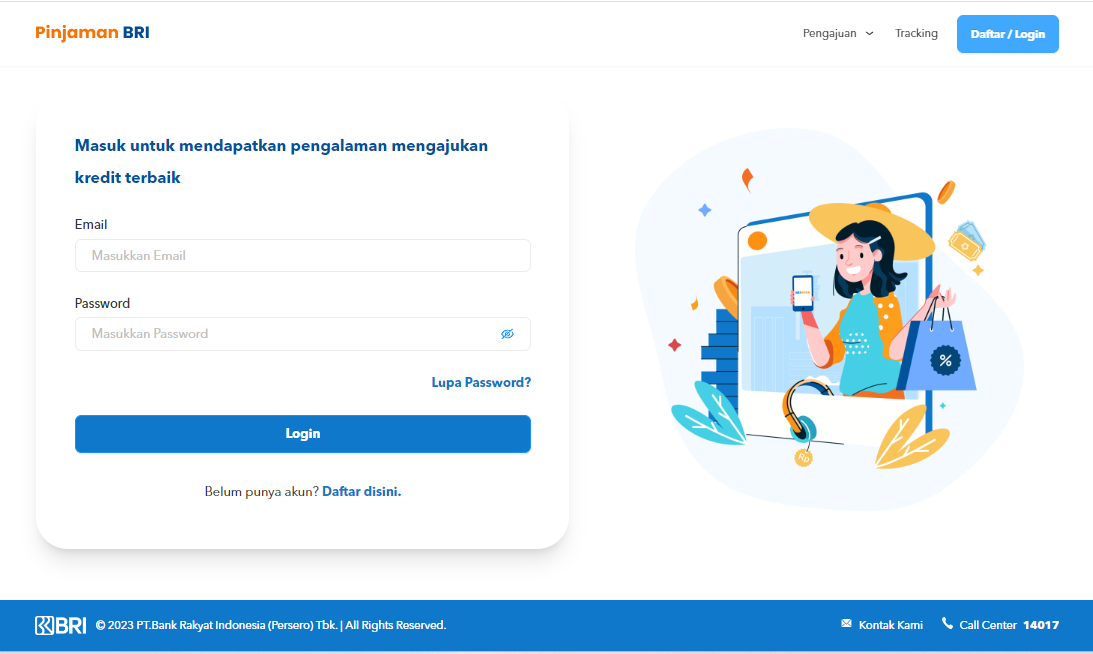 Pinjaman BRI
Pengajuan
Tracking
Daftar / Login
Masuk untuk mendapatkan pengalaman mengajukan
kredit terbaik
Email
Masukkan Email
Password
Masukkan Password
Lupa Password?
Login
Belum punya akun? Daftar disini.
%
Rp
BRI © 2023 PT.Bank Rakyat Indonesia (Persero) Tbk. | All Rights Reserved.
Kontak Kami
Call Center 14017